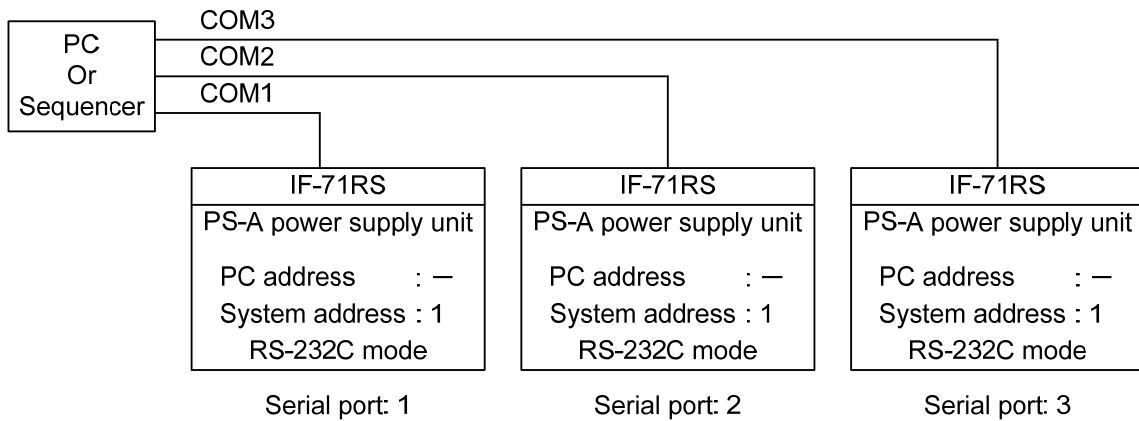 PC
Or
Sequencer
COM3
COM2
COM1
IF-71RS
PS-A power supply unit
PC address : —
System address : 1
RS-232C mode
Serial port: 1
IF-71RS
PS-A power supply unit
PC address : —
System address : 1
RS-232C mode
Serial port: 2
IF-71RS
PS-A power supply unit
PC address : —
System address : 1
RS-232C mode
Serial port: 3